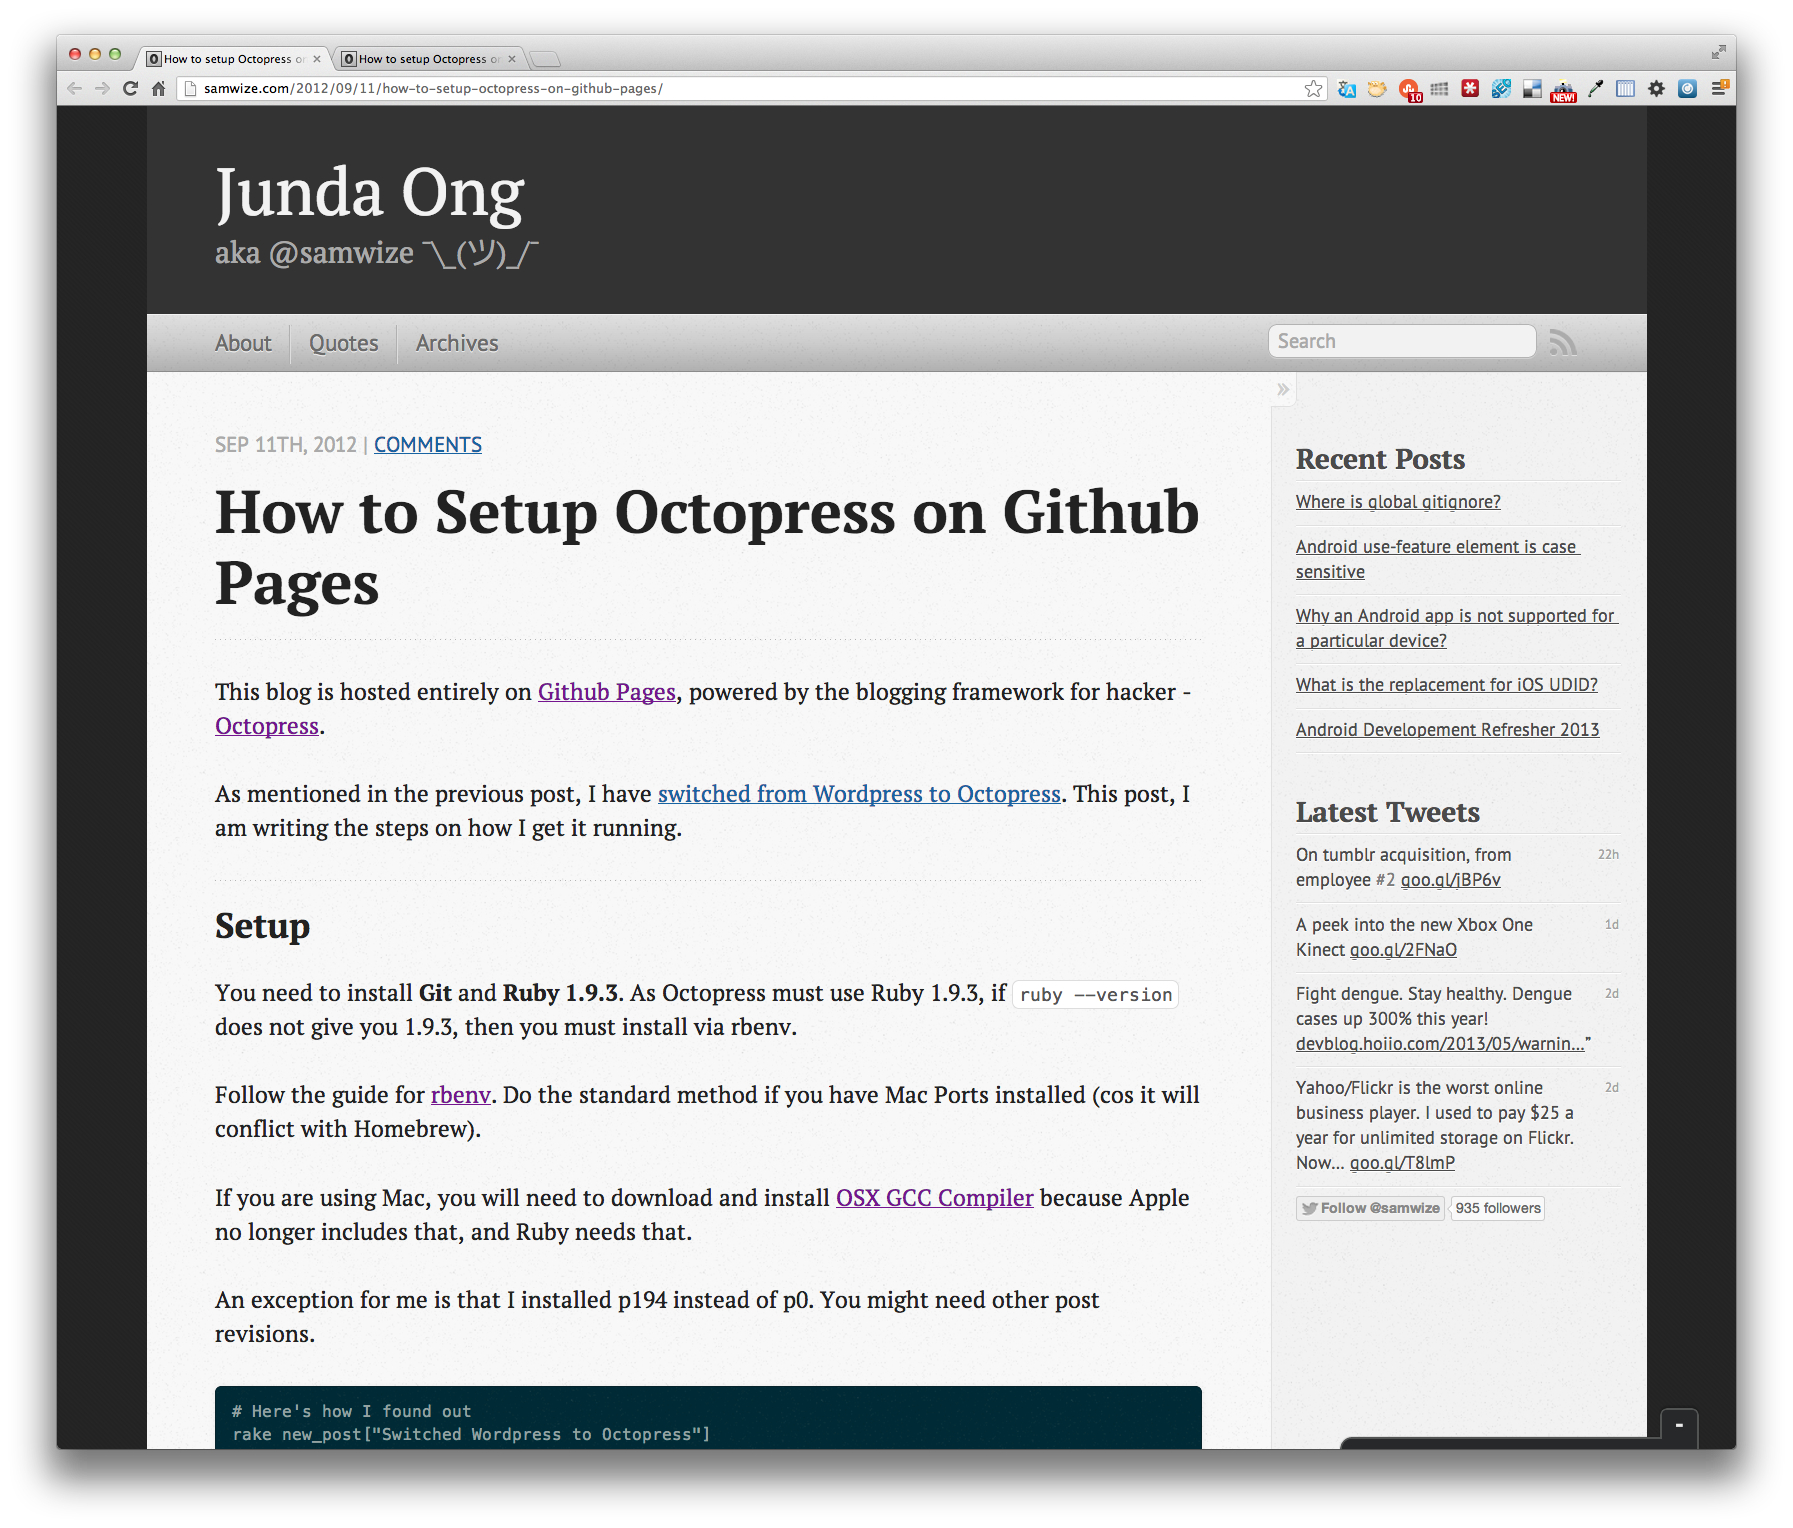 How to setup Octopress or
How to setup Octopress or
samwize.com/2012/09/11/how-to-setup-octopress-on-github-pages/
10
NEW!
Junda Ong
aka @samwize ¯\_(ツ)_/¯
About
Quotes
Archives
Search
SEP 11TH, 2012 | COMMENTS
How to Setup Octopress on Github
Pages
This blog is hosted entirely on Github Pages, powered by the blogging framework for hacker -
Octopress.
As mentioned in the previous post, I have switched from Wordpress to Octopress. This post, I
am writing the steps on how I get it running.
Setup
You need to install Git and Ruby 1.9.3. As Octopress must use Ruby 1.9.3, if ruby --version
does not give you 1.9.3, then you must install via rbenv.
Follow the guide for rbenv. Do the standard method if you have Mac Ports installed (cos it will
conflict with Homebrew).
If you are using Mac, you will need to download and install OSX GCC Compiler because Apple
no longer includes that, and Ruby needs that.
An exception for me is that I installed p194 instead of p0. You might need other post
revisions.
# Here's how I found out
rake new_post["Switched Wordpress to Octopress"]
»
Recent Posts
Where is global gitignore?
Android use-feature element is case
sensitive
Why an Android app is not supported for
a particular device?
What is the replacement for iOS UDID?
Android Developement Refresher 2013
Latest Tweets
On tumblr acquisition, from 22h
employee #2 goo.gl/jBP6v
A peek into the new Xbox One 1d
Kinect goo.gl/2FNaO
Fight dengue. Stay healthy. Dengue 2d
cases up 300% this year!
devblog.hoiio.com/2013/05/warnin…”
Yahoo/Flickr is the worst online 2d
business player. I used to pay $25 a
year for unlimited storage on Flickr.
Now… goo.gl/T8lmP
Follow @samwize 935 followers
-